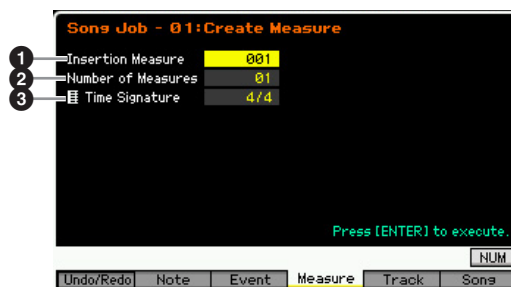 Song Job - 01:Create Measure
1 Insertion Measure 001
2 Number of Measures 01
3 Time Signature 4/4
Press [ENTER] to execute.
NUM
Undo/Redo Note Event Measure Track Song